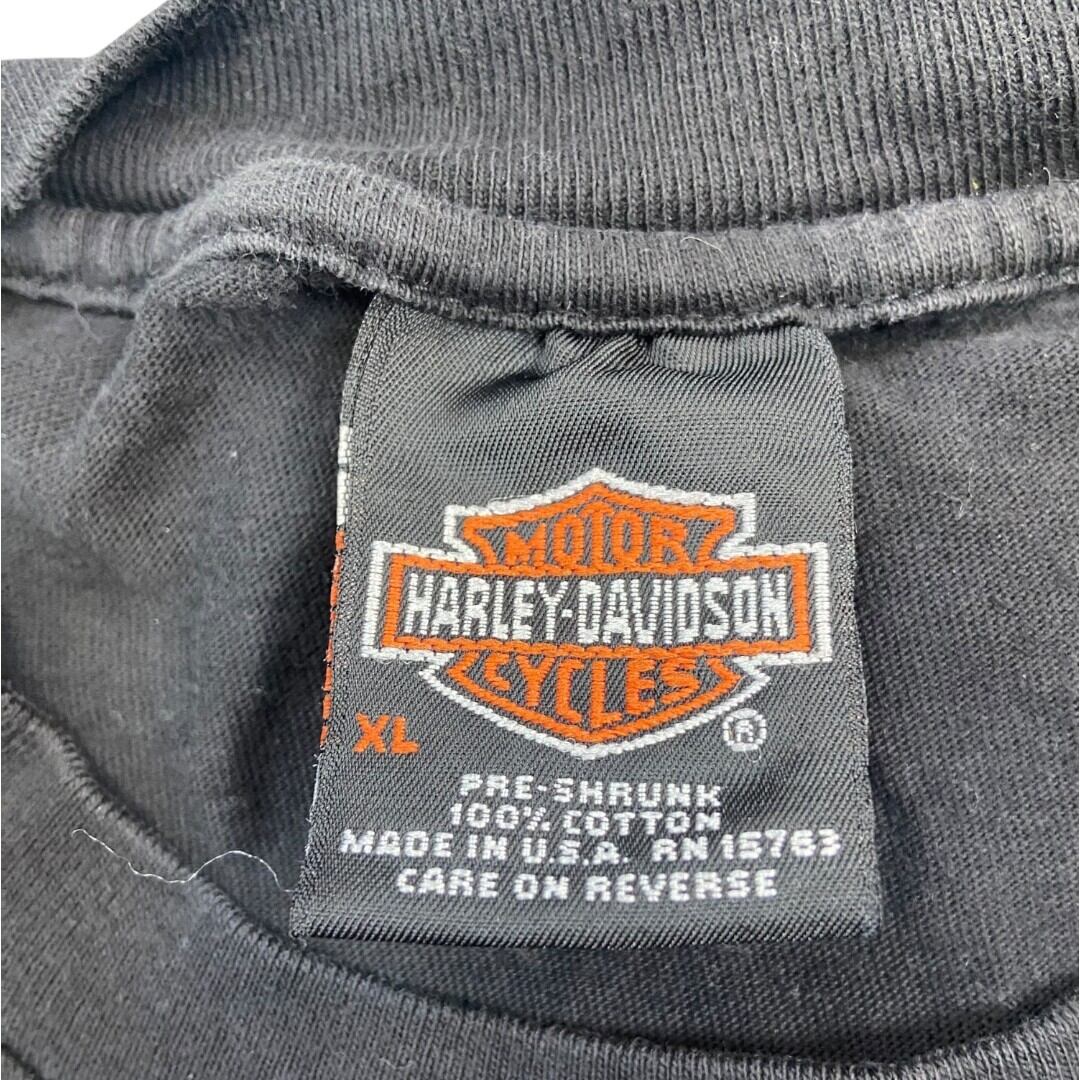 MOTOR
HARLEY-DAVIDSON
CYCLES
XL ®
PRE-SHRUNK
100% COTTON
MADE IN U.S.A. RN 15763
CARE ON REVERSE